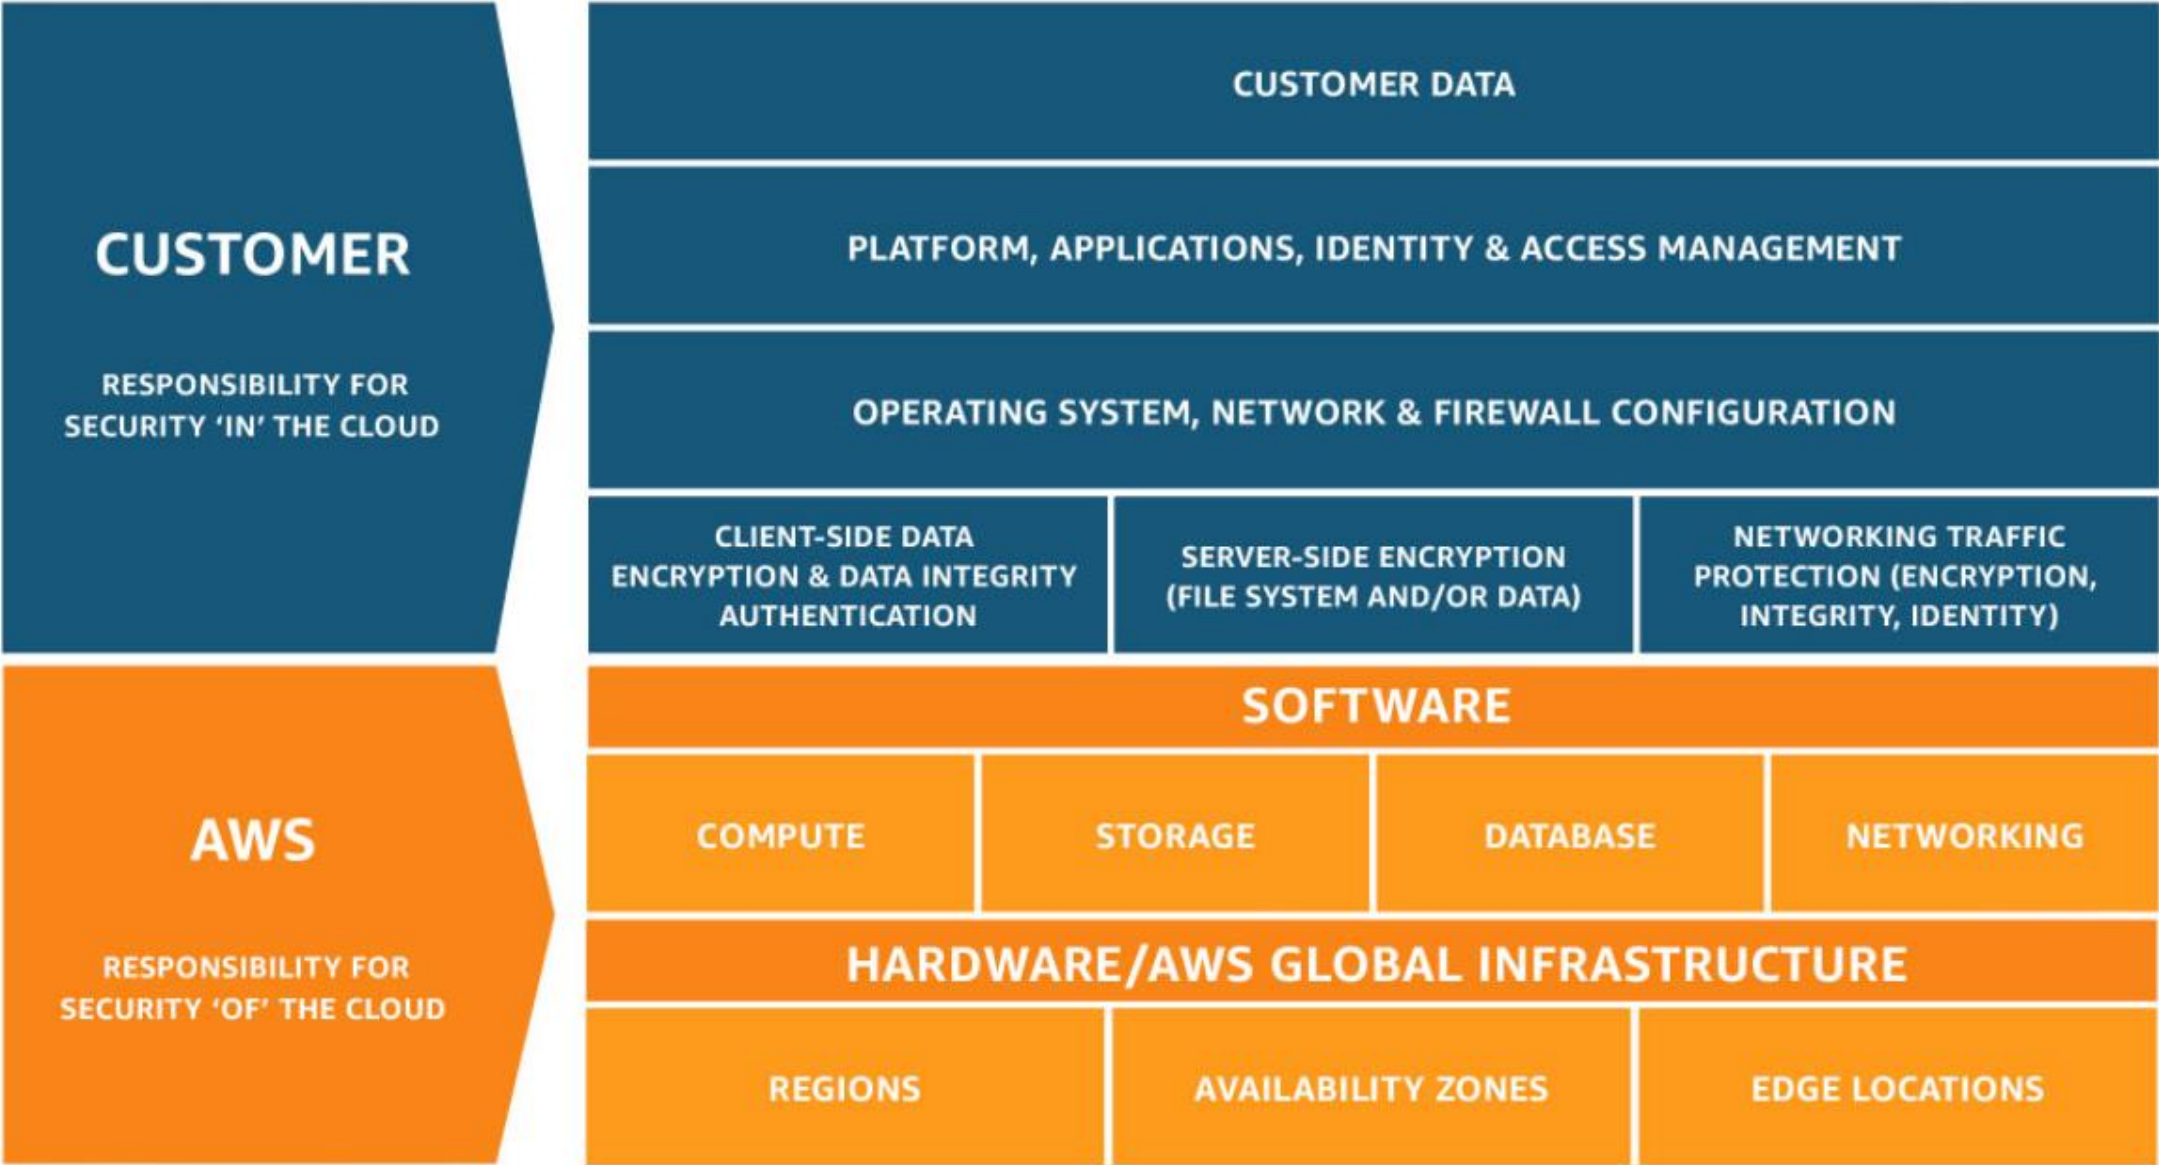 CUSTOMER
RESPONSIBILITY FOR
SECURITY ‘IN’ THE CLOUD
CUSTOMER DATA
PLATFORM, APPLICATIONS, IDENTITY & ACCESS MANAGEMENT
OPERATING SYSTEM, NETWORK & FIREWALL CONFIGURATION
CLIENT-SIDE DATA
ENCRYPTION & DATA INTEGRITY
AUTHENTICATION
SERVER-SIDE ENCRYPTION
(FILE SYSTEM AND/OR DATA)
NETWORKING TRAFFIC
PROTECTION (ENCRYPTION,
INTEGRITY, IDENTITY)
AWS
RESPONSIBILITY FOR
SECURITY ‘OF’ THE CLOUD
SOFTWARE
COMPUTE
STORAGE
DATABASE
NETWORKING
HARDWARE/AWS GLOBAL INFRASTRUCTURE
REGIONS
AVAILABILITY ZONES
EDGE LOCATIONS